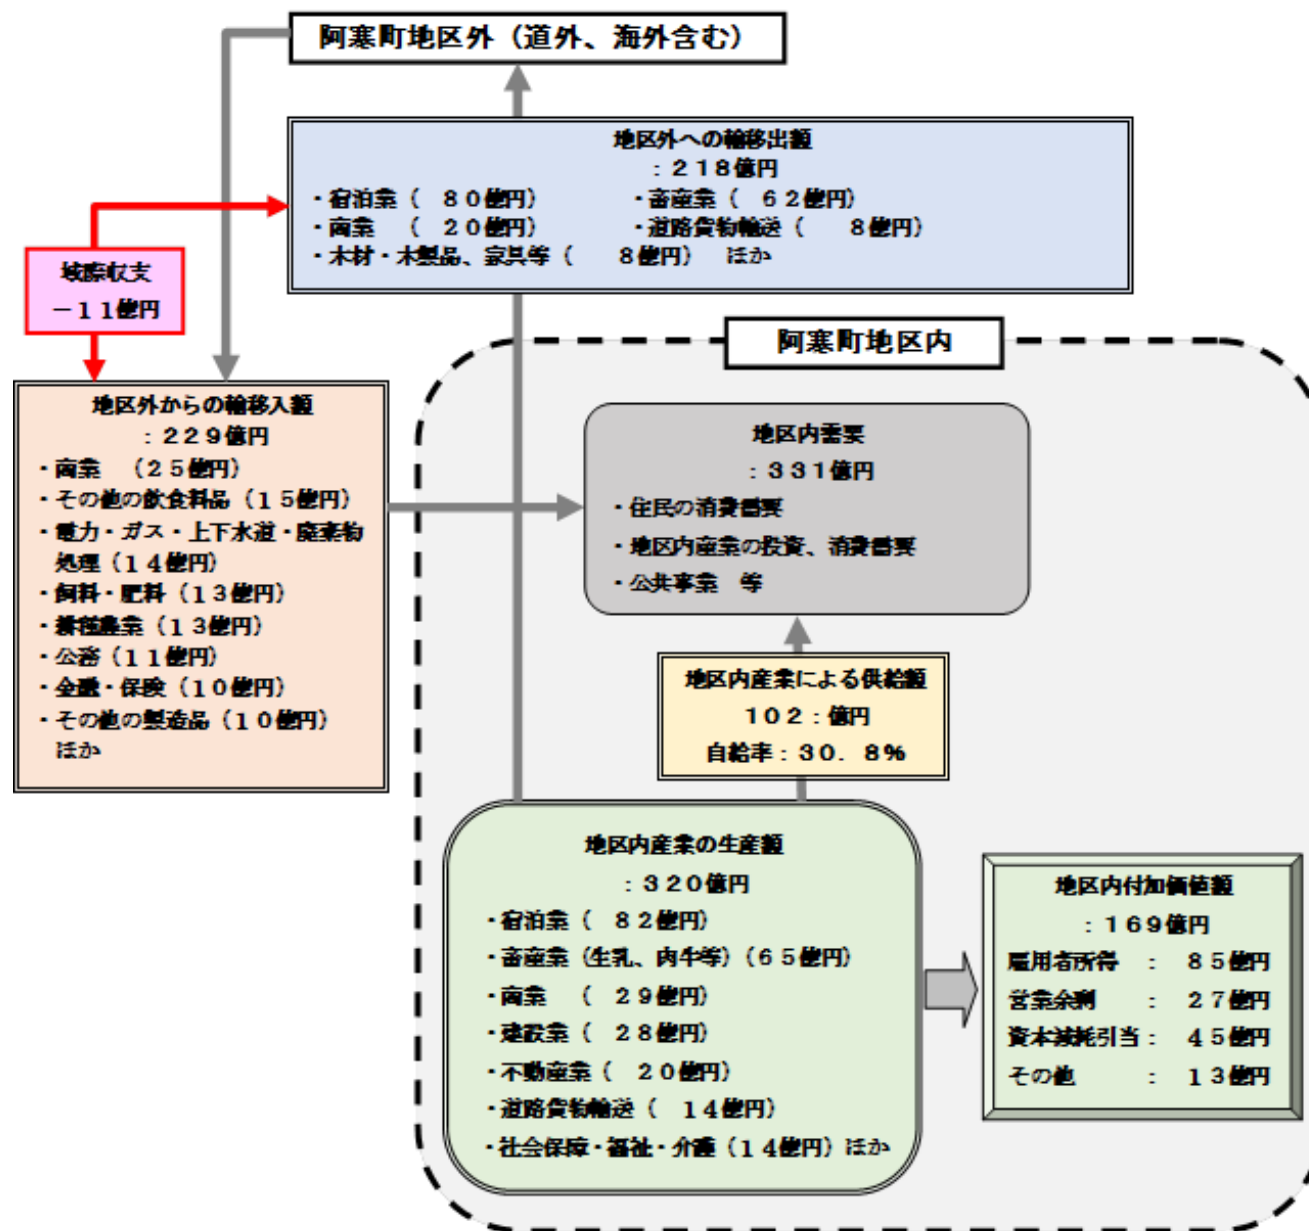 阿寒町地区外（道外、海外含む）
地区外への輸移出額
：２１８億円
・宿泊業（　８０億円）　・畜産業（　６２億円）
・商業　（　２０億円）　・道路貨物輸送（　　８億円）
・木材・木製品、家具等（　　８億円）　ほか
域際収支
－１１億円
地区外からの輸移入額
：２２９億円
・商業　（２５億円）
・その他の飲食料品（１５億円）
・電力・ガス・上下水道・廃棄物
処理（１４億円）
・飼料・肥料（１３億円）
・耕種農業（１３億円）
・公務（１１億円）
・金融・保険（１０億円）
・その他の製造品（１０億円）
ほか
阿寒町地区内
地区内需要
：３３１億円
・住民の消費需要
・地区内産業の投資、消費需要
・公共事業　等
地区内産業による供給額
１０２：億円
自給率：３０．８％
地区内産業の生産額
：３２０億円
・宿泊業（　８２億円）
・畜産業（生乳、肉牛等）（６５億円）
・商業　（　２９億円）
・建設業（　２８億円）
・不動産業（　２０億円）
・道路貨物輸送（　１４億円）
・社会保障・福祉・介護（１４億円）ほか
地区内付加価値額
：１６９億円
雇用者所得　：　８５億円
営業余剰　　：　２７億円
資本減耗引当：　４５億円
その他　　　：　１３億円